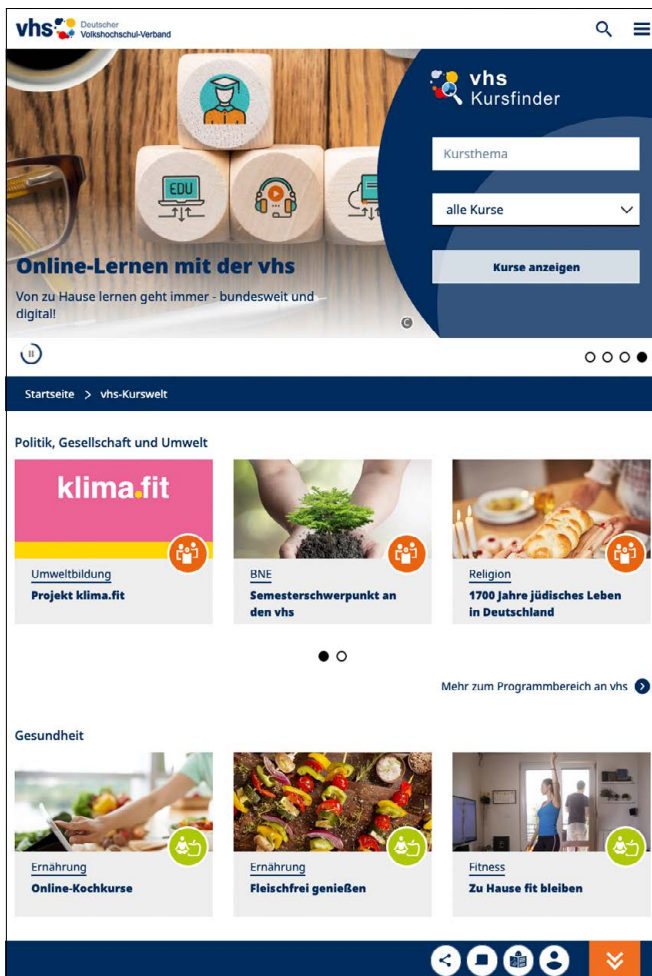 vhs
Deutscher
Volkshochschul-Verband
EDU
vhs
Kursfinder
Kursthema
alle Kurse
Kurse anzeigen
Online-Lernen mit der vhs
Von zu Hause lernen geht immer - bundesweit und
digital!
C
Startseite > vhs-Kurswelt
Politik, Gesellschaft und Umwelt
klima.fit
Umweltbildung
Projekt klima.fit
BNE
Semesterschwerpunkt an
den vhs
Religion
1700 Jahre jüdisches Leben
in Deutschland
Mehr zum Programmbereich an vhs
Gesundheit
Ernährung
Online-Kochkurse
Ernährung
Fleischfrei genießen
Fitness
Zu Hause fit bleiben